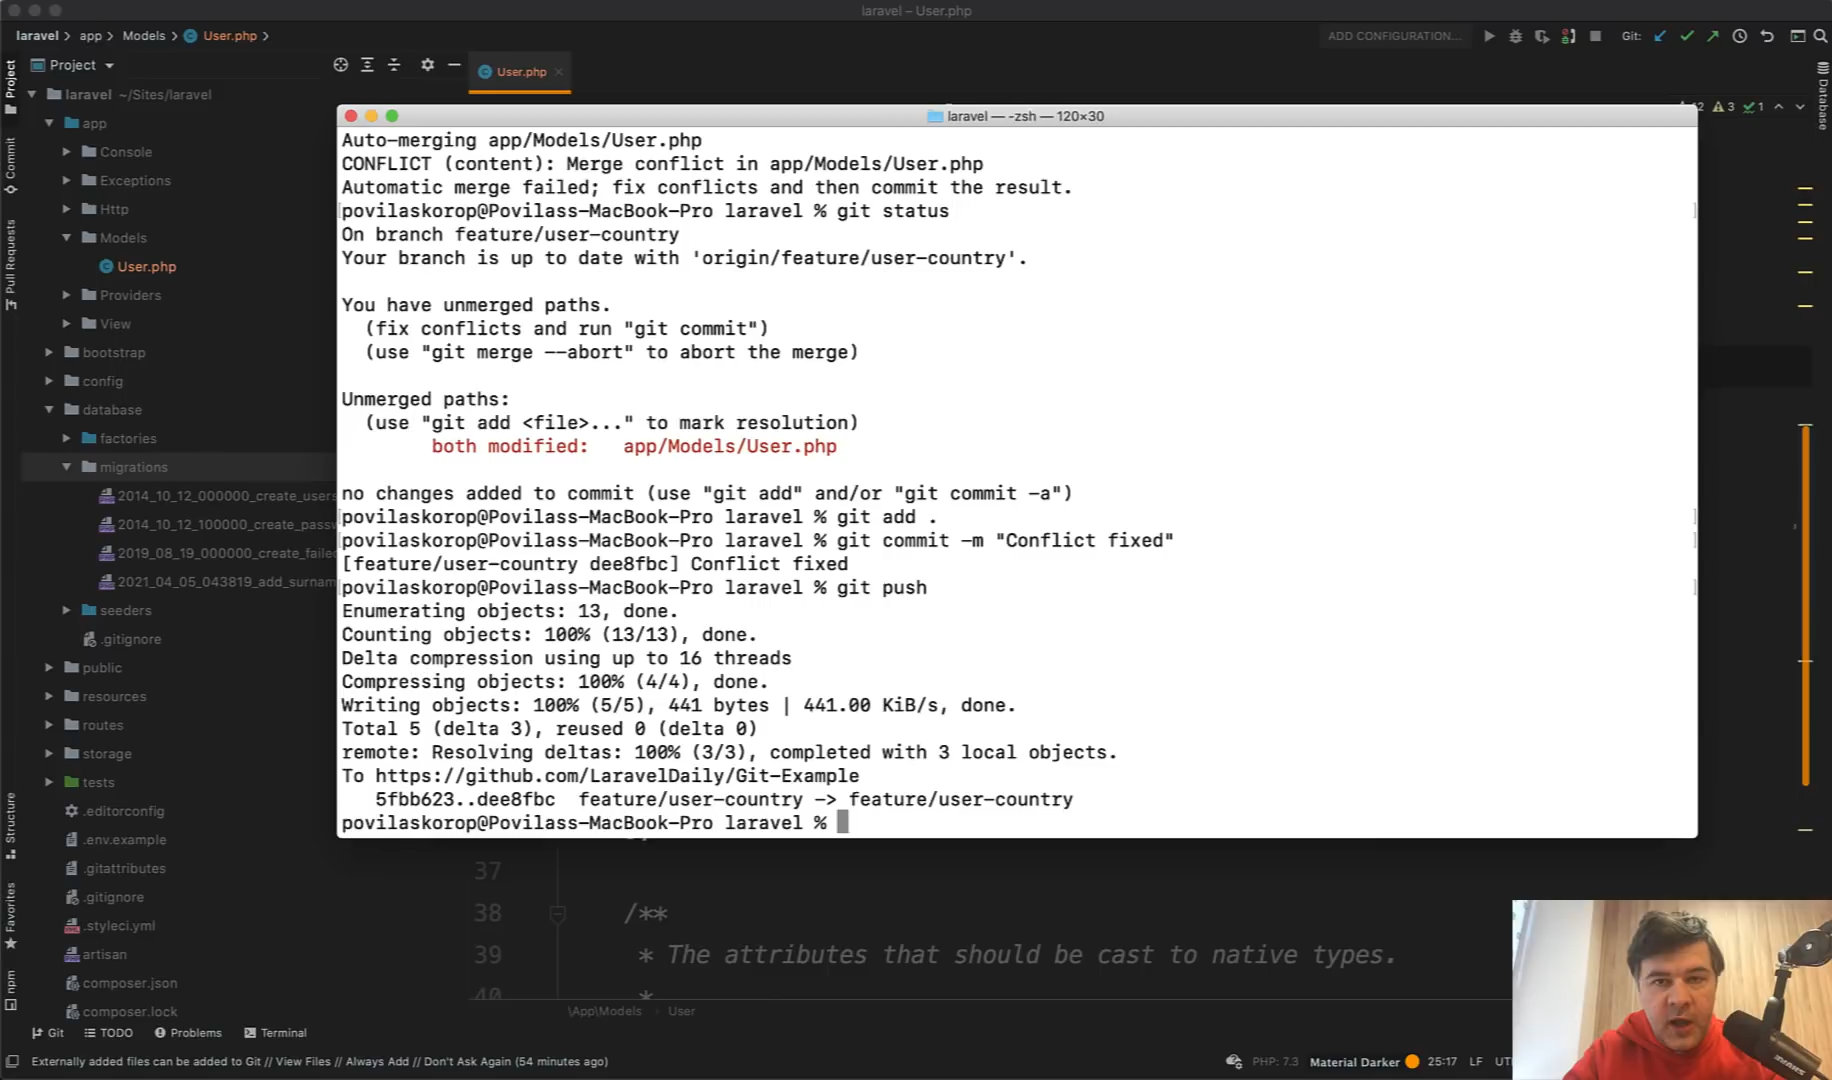 laravel – User.php
laravel > app > Models > User.php >
ADD CONFIGURATION...
Git:
Project
User.php
laravel ~/Sites/laravel
app
Console
Exceptions
Http
Models
User.php
Providers
View
bootstrap
config
database
factories
migrations
2014_10_12_000000_create_users
2014_10_12_100000_create_passw
2019_08_19_000000_create_failed
2021_04_05_043819_add_surnam
seeders
.gitignore
public
resources
routes
storage
tests
.editorconfig
.env.example
.gitattributes
.gitignore
.styleci.yml
artisan
composer.json
composer.lock
Project
Commit
Pull Requests
Structure
Favorites
npm
Database
12 3 1
laravel — -zsh — 120×30
Auto-merging app/Models/User.php
CONFLICT (content): Merge conflict in app/Models/User.php
Automatic merge failed; fix conflicts and then commit the result.
povilaskorop@Povilass-MacBook-Pro laravel % git status
On branch feature/user-country
Your branch is up to date with 'origin/feature/user-country'.
You have unmerged paths.
(fix conflicts and run "git commit")
(use "git merge --abort" to abort the merge)
Unmerged paths:
(use "git add <file>..." to mark resolution)
both modified: app/Models/User.php
no changes added to commit (use "git add" and/or "git commit -a")
povilaskorop@Povilass-MacBook-Pro laravel % git add .
povilaskorop@Povilass-MacBook-Pro laravel % git commit -m "Conflict fixed"
[feature/user-country dee8fbc] Conflict fixed
povilaskorop@Povilass-MacBook-Pro laravel % git push
Enumerating objects: 13, done.
Counting objects: 100% (13/13), done.
Delta compression using up to 16 threads
Compressing objects: 100% (4/4), done.
Writing objects: 100% (5/5), 441 bytes | 441.00 KiB/s, done.
Total 5 (delta 3), reused 0 (delta 0)
remote: Resolving deltas: 100% (3/3), completed with 3 local objects.
To https://github.com/LaravelDaily/Git-Example
5fbb623..dee8fbc feature/user-country -> feature/user-country
povilaskorop@Povilass-MacBook-Pro laravel %
37
38 /**
39 * The attributes that should be cast to native types.
40 *
\App\Models > User
Git
TODO
Problems
Terminal
Externally added files can be added to Git // View Files // Always Add // Don't Ask Again (54 minutes ago)
PHP: 7.3 Material Darker 25:17 LF UT